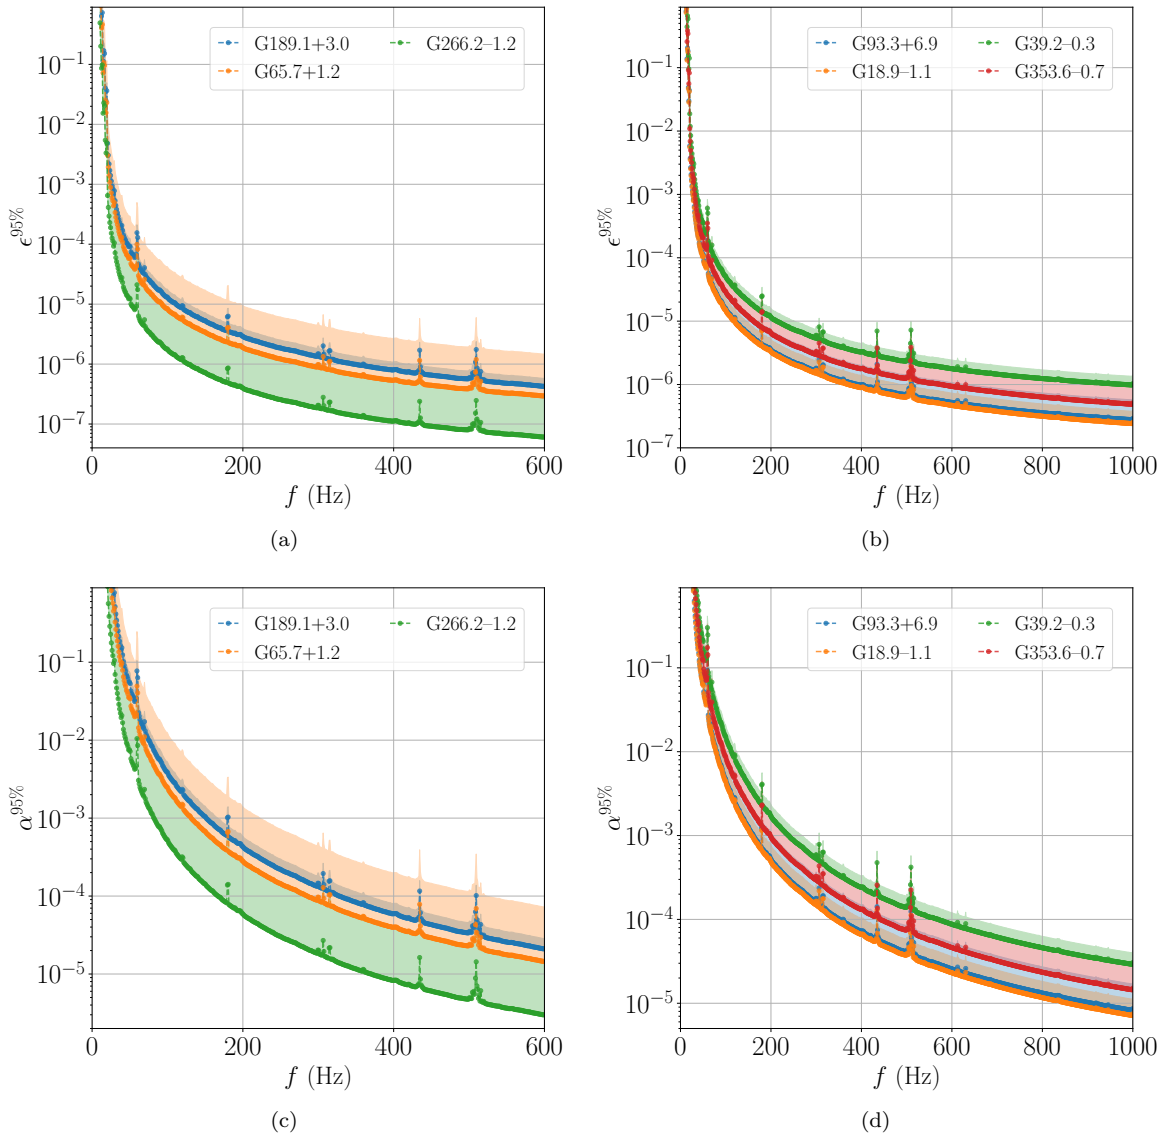 10⁻¹
10⁻²
10⁻³
10⁻⁴
10⁻⁵
10⁻⁶
10⁻⁷
ϵ⁹⁵%
G189.1+3.0 G266.2–1.2
G65.7+1.2
0 200 400 600
f (Hz)
(a)
10⁻¹
10⁻²
10⁻³
10⁻⁴
10⁻⁵
10⁻⁶
10⁻⁷
ϵ⁹⁵%
G93.3+6.9 G39.2–0.3
G18.9–1.1 G353.6–0.7
0 200 400 600 800 1000
f (Hz)
(b)
10⁻¹
10⁻²
10⁻³
10⁻⁴
10⁻⁵
α⁹⁵%
G189.1+3.0 G266.2–1.2
G65.7+1.2
0 200 400 600
f (Hz)
(c)
10⁻¹
10⁻²
10⁻³
10⁻⁴
10⁻⁵
α⁹⁵%
G93.3+6.9 G39.2–0.3
G18.9–1.1 G353.6–0.7
0 200 400 600 800 1000
f (Hz)
(d)